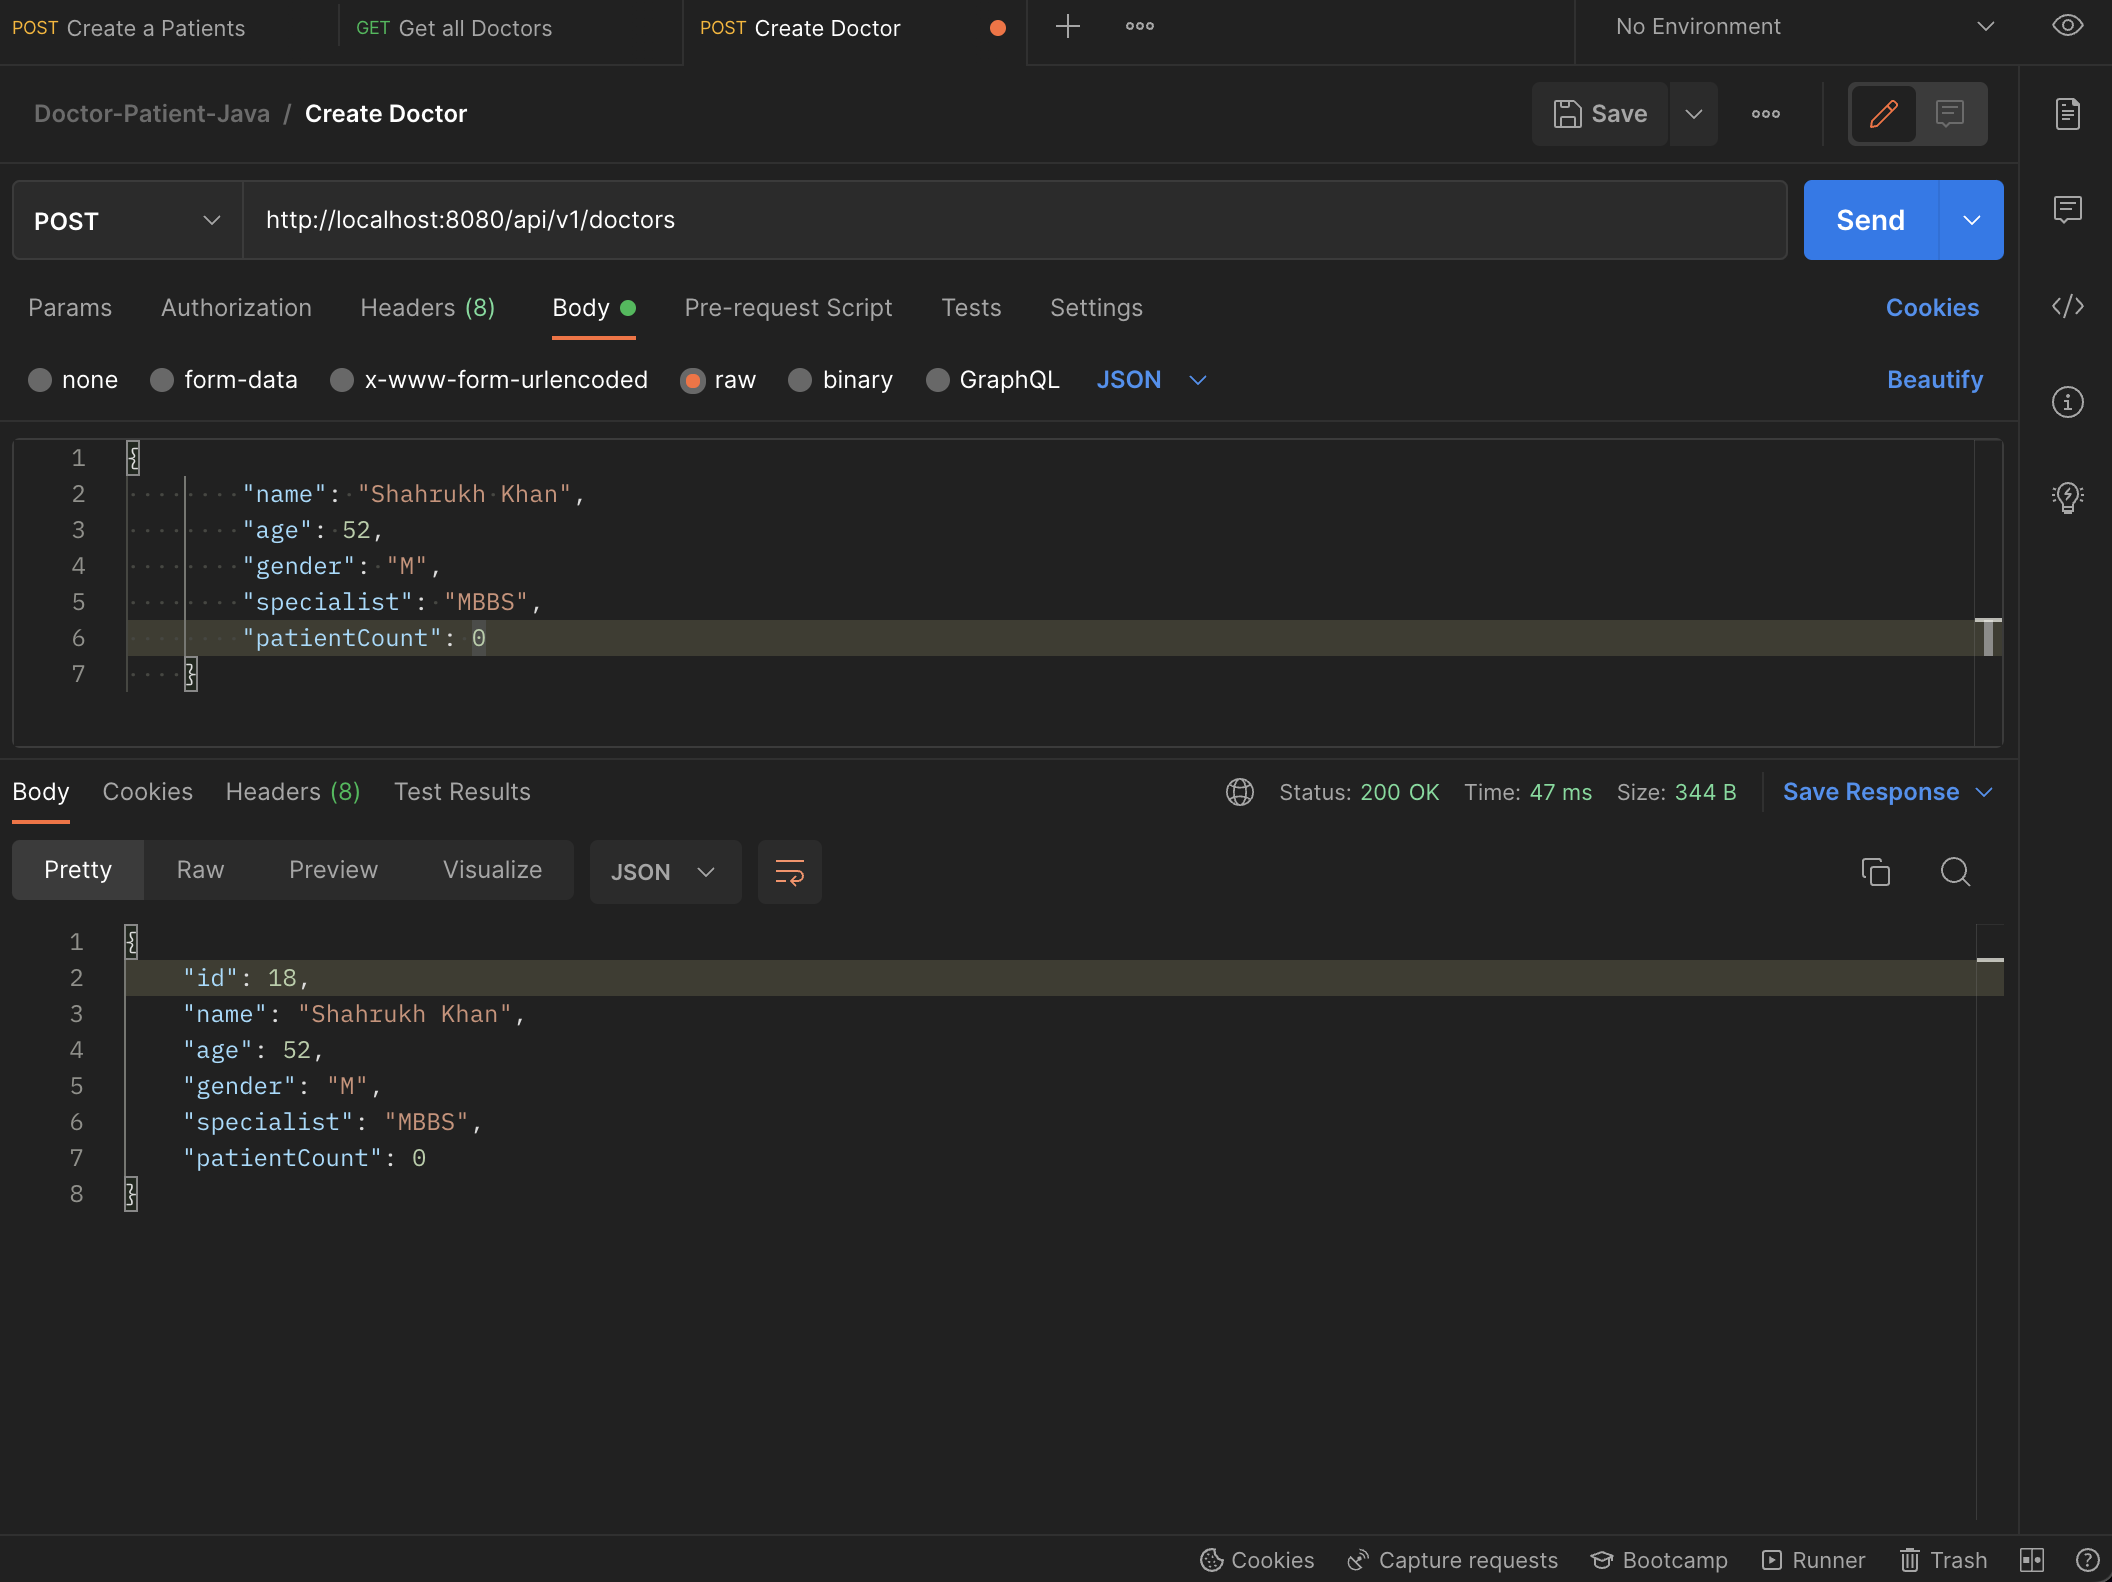 POST Create a Patients GET Get all Doctors POST Create Doctor No Environment
Doctor-Patient-Java / Create Doctor Save
POST http://localhost:8080/api/v1/doctors Send
Params Authorization Headers (8) Body Pre-request Script Tests Settings Cookies
none form-data x-www-form-urlencoded raw binary GraphQL JSON Beautify
1 {
2 "name": "Shahrukh Khan",
3 "age": 52,
4 "gender": "M",
5 "specialist": "MBBS",
6 "patientCount": 0
7 }
Body Cookies Headers (8) Test Results Status: 200 OK Time: 47 ms Size: 344 B Save Response
Pretty Raw Preview Visualize JSON
1 {
2 "id": 18,
3 "name": "Shahrukh Khan",
4 "age": 52,
5 "gender": "M",
6 "specialist": "MBBS",
7 "patientCount": 0
8 }
Cookies Capture requests Bootcamp Runner Trash